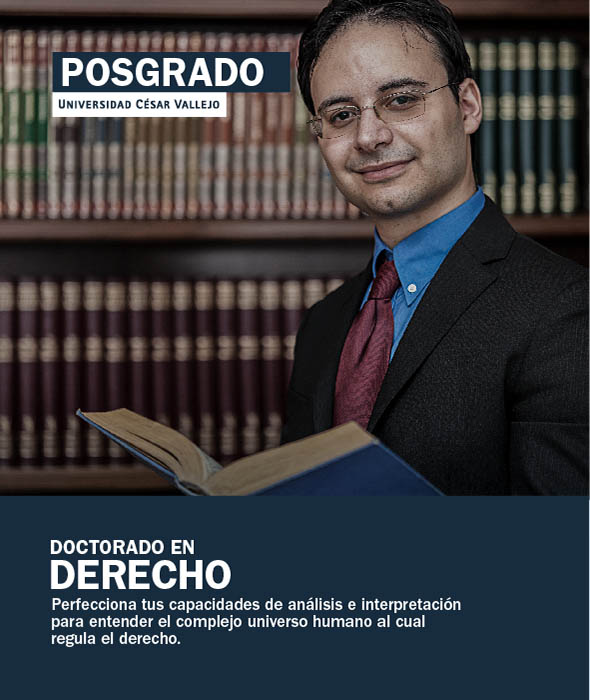 POSGRADO
UNIVERSIDAD CÉSAR VALLEJO
DOCTORADO EN
DERECHO
Perfecciona tus capacidades de análisis e interpretación
para entender el complejo universo humano al cual
regula el derecho.